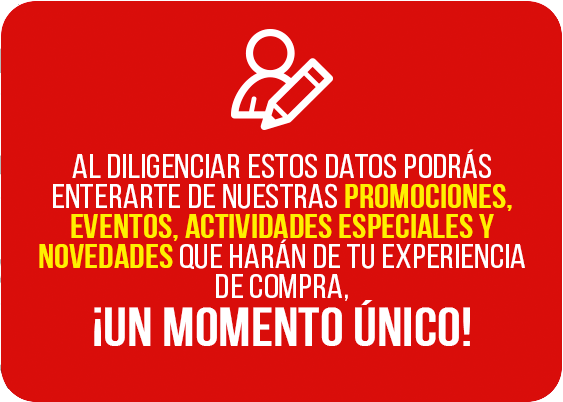 AL DILIGENCIAR ESTOS DATOS PODRÁS
ENTERARTE DE NUESTRAS PROMOCIONES,
EVENTOS, ACTIVIDADES ESPECIALES Y
NOVEDADES QUE HARÁN DE TU EXPERIENCIA
DE COMPRA,
¡UN MOMENTO ÚNICO!